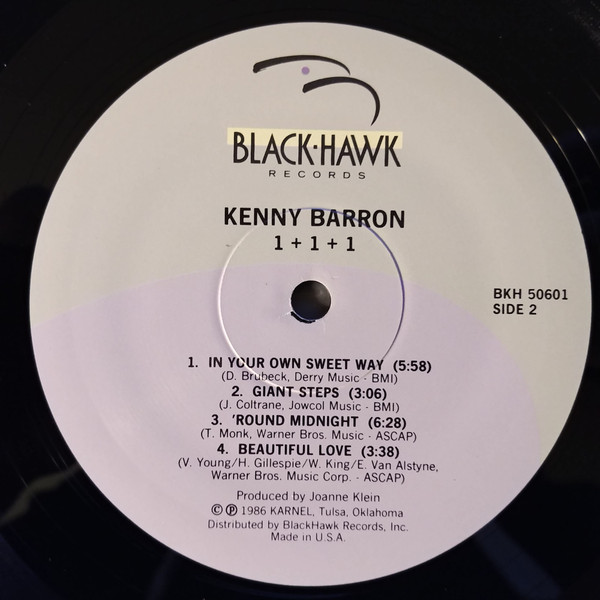 BLACK·HAWK
RECORDS
KENNY BARRON
1 + 1 + 1
BKH 50601
SIDE 2
1. IN YOUR OWN SWEET WAY (5:58)
(D. Brubeck, Derry Music - BMI)
2. GIANT STEPS (3:06)
(J. Coltrane, Jowcol Music - BMI)
3. ‘ROUND MIDNIGHT (6:28)
(T. Monk, Warner Bros. Music - ASCAP)
4. BEAUTIFUL LOVE (3:38)
(V. Young/H. Gillespie/W. King/E. Van Alstyne,
Warner Bros. Music Corp. - ASCAP)
Produced by Joanne Klein
© ℗ 1986 KARNEL, Tulsa, Oklahoma
Distributed by BlackHawk Records, Inc.
Made in U.S.A.